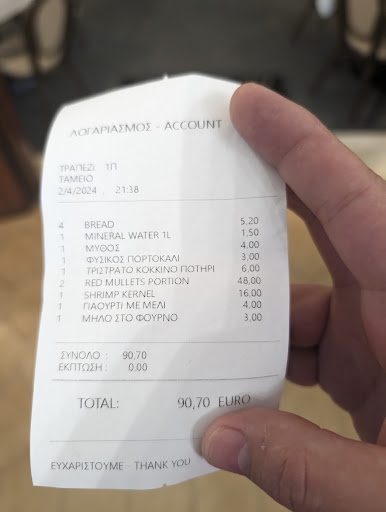 ΛΟΓΑΡΙΑΣΜΟΣ - ACCOUNT
ΤΡΑΠΕΖΙ 1Π
ΤΑΜΕΙΟ
2/4/2024 , 21:38
4 BREAD 5,20
1 MINERAL WATER 1L 1,50
1 ΜΥΘΟΣ 4,00
1 ΦΥΣΙΚΟΣ ΠΟΡΤΟΚΑΛΙ 3,00
1 ΤΡΙΣΤΡΑΤΟ ΚΟΚΚΙΝΟ ΠΟΤΗΡΙ 6,00
2 RED MULLETS PORTION 48,00
1 SHRIMP KERNEL 16,00
1 ΓΙΑΟΥΡΤΙ ΜΕ ΜΕΛΙ 4,00
1 ΜΗΛΟ ΣΤΟ ΦΟΥΡΝΟ 3,00
ΣΥΝΟΛΟ : 90,70
ΕΚΠΤΩΣΗ : 0,00
TOTAL: 90,70 EURO
ΕΥΧΑΡΙΣΤΟΥΜΕ - THANK YOU